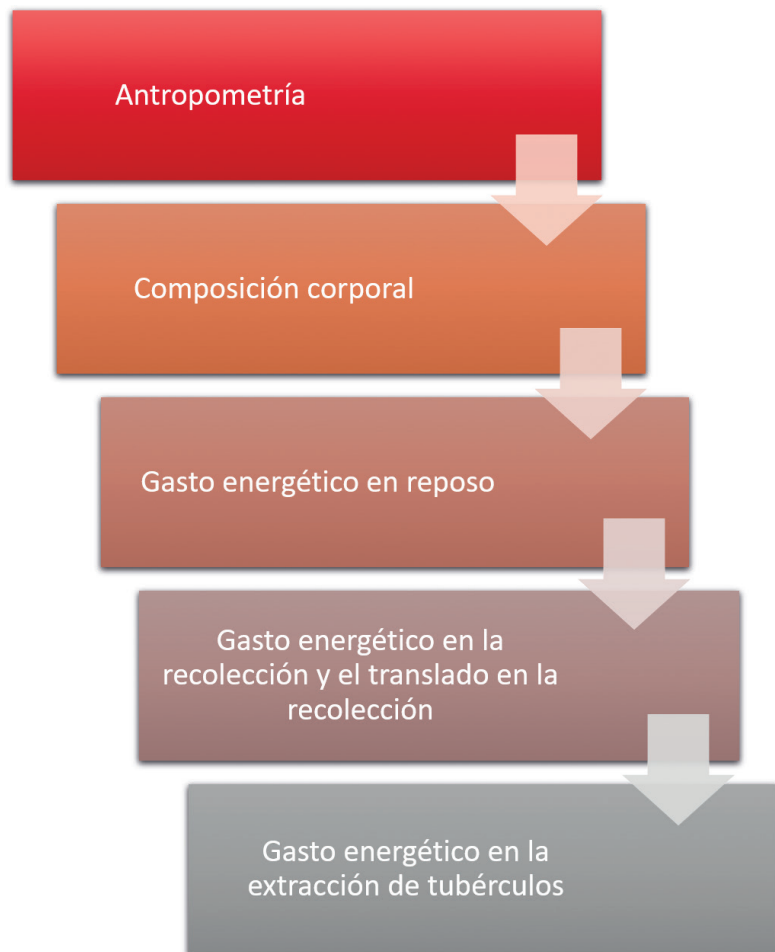 Antropometría
Composición corporal
Gasto energético en reposo
Gasto energético en la
recolección y el translado en la
recolección
Gasto energético en la
extracción de tubérculos